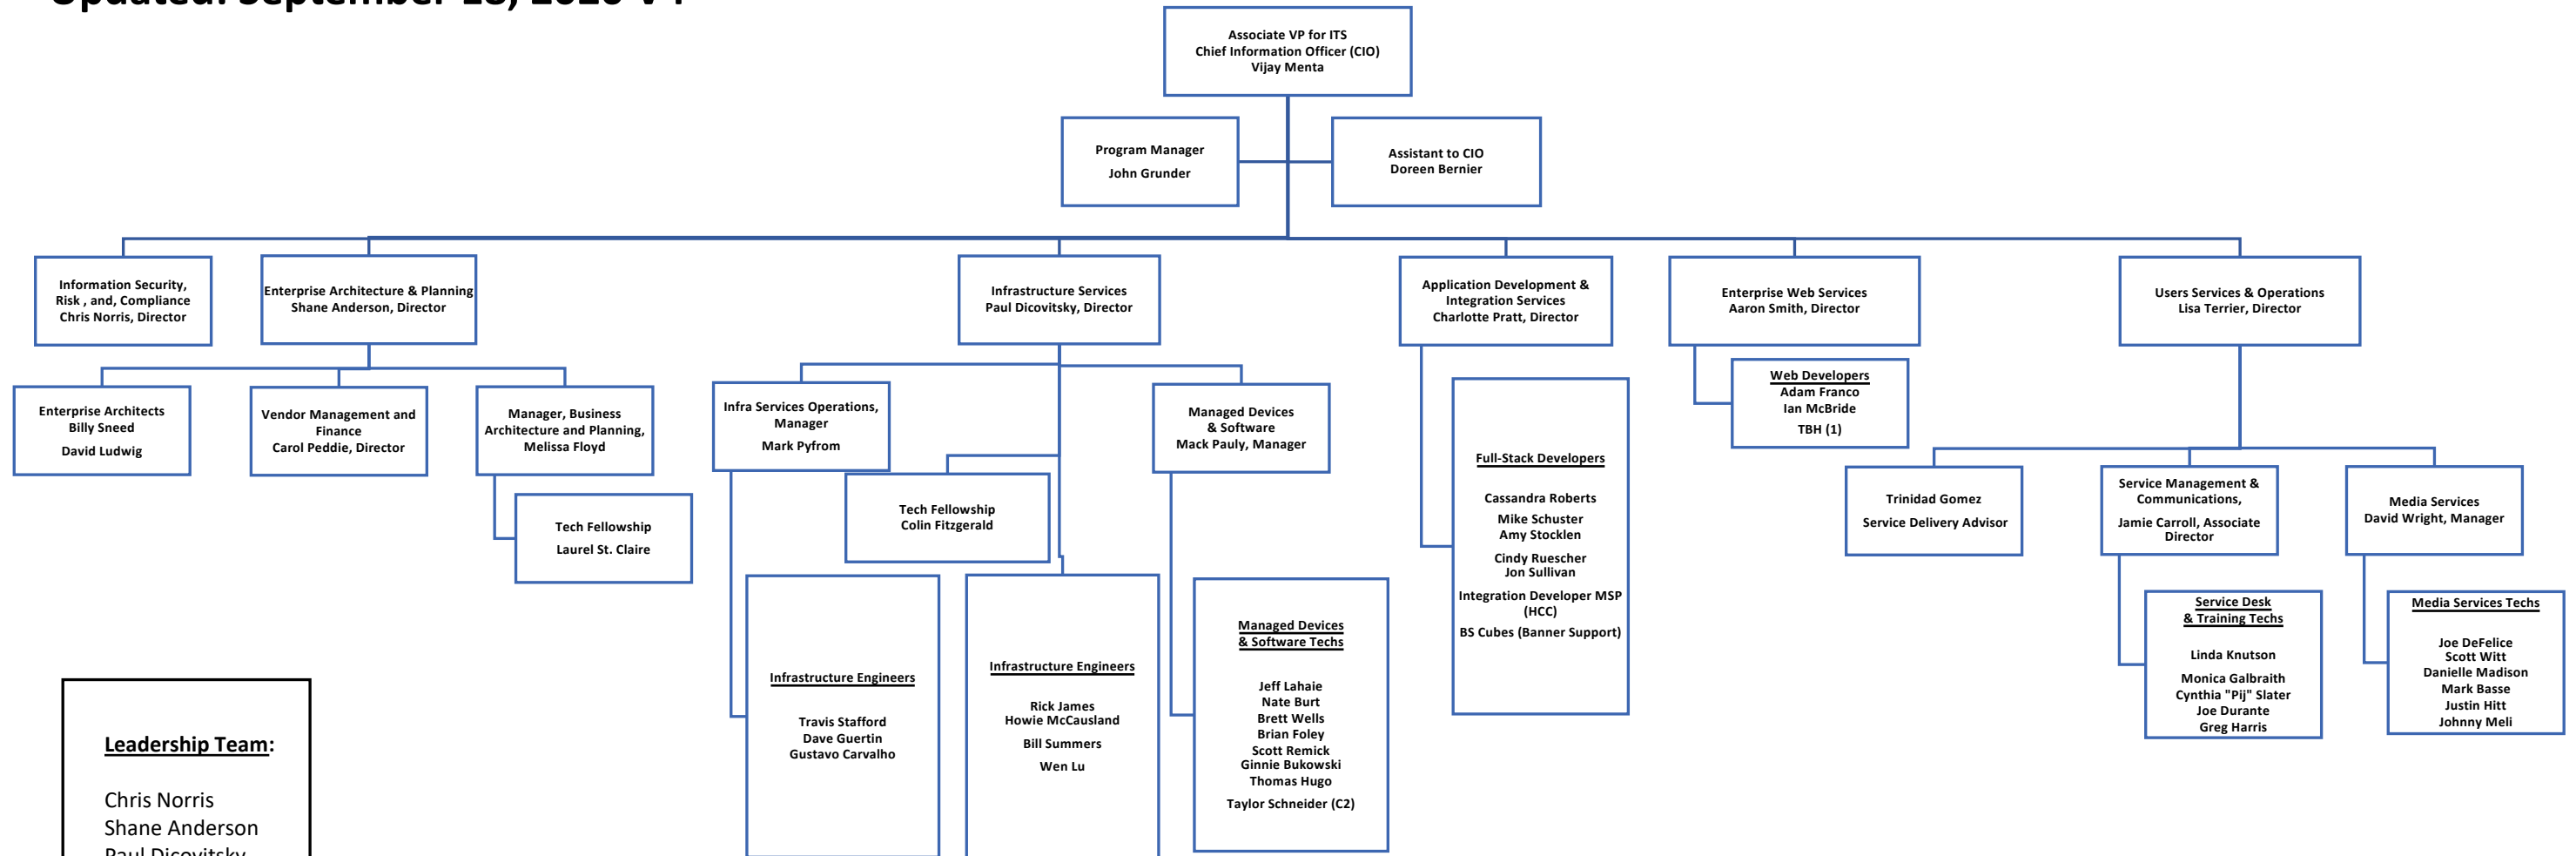 Updated: September 18, 2020 V4
Associate VP for ITS
Chief Information Officer (CIO)
Vijay Menta
Program Manager
John Grunder
Assistant to CIO
Doreen Bernier
Information Security,
Risk , and, Compliance
Chris Norris, Director
Enterprise Architecture & Planning
Shane Anderson, Director
Infrastructure Services
Paul Dicovitsky, Director
Application Development &
Integration Services
Charlotte Pratt, Director
Enterprise Web Services
Aaron Smith, Director
Users Services & Operations
Lisa Terrier, Director
Enterprise Architects
Billy Sneed
David Ludwig
Vendor Management and
Finance
Carol Peddie, Director
Manager, Business
Architecture and Planning,
Melissa Floyd
Tech Fellowship
Laurel St. Claire
Infra Services Operations,
Manager
Mark Pyfrom
Tech Fellowship
Colin Fitzgerald
Managed Devices
& Software
Mack Pauly, Manager
Infrastructure Engineers
Travis Stafford
Dave Guertin
Gustavo Carvalho
Infrastructure Engineers
Rick James
Howie McCausland
Bill Summers
Wen Lu
Managed Devices
& Software Techs
Jeff Lahaie
Nate Burt
Brett Wells
Brian Foley
Scott Remick
Ginnie Bukowski
Thomas Hugo
Taylor Schneider (C2)
Full-Stack Developers
Cassandra Roberts
Mike Schuster
Amy Stocklen
Cindy Ruescher
Jon Sullivan
Integration Developer MSP
(HCC)
BS Cubes (Banner Support)
Web Developers
Adam Franco
Ian McBride
TBH (1)
Trinidad Gomez
Service Delivery Advisor
Service Management &
Communications,
Jamie Carroll, Associate
Director
Media Services
David Wright, Manager
Service Desk
& Training Techs
Linda Knutson
Monica Galbraith
Cynthia "Pij" Slater
Joe Durante
Greg Harris
Media Services Techs
Joe DeFelice
Scott Witt
Danielle Madison
Mark Basse
Justin Hitt
Johnny Meli
Leadership Team:
Chris Norris
Shane Anderson
Paul Dicovitsky